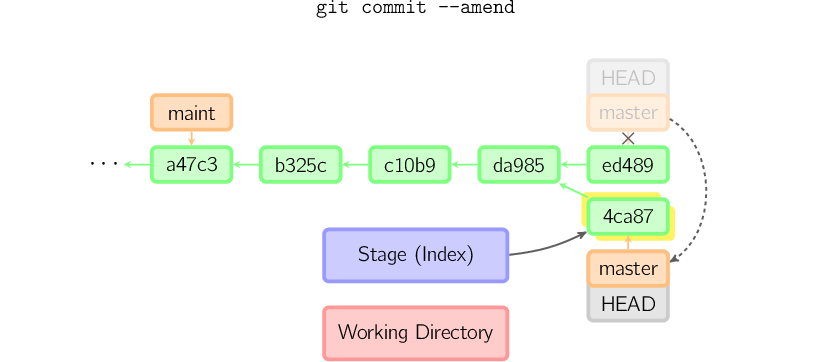 git commit --amend
HEAD
maint
master
··· a47c3 b325c c10b9 da985 ed489
4ca87
Stage (Index)
master
HEAD
Working Directory